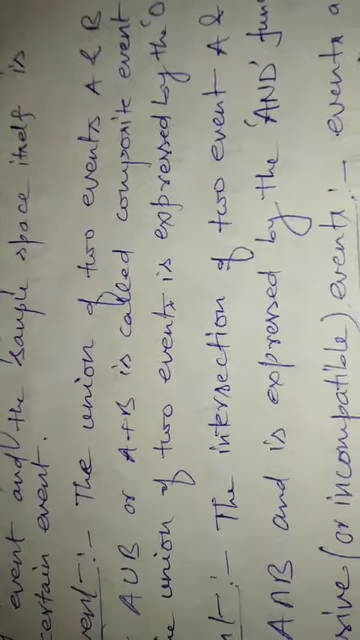 event and the sample space itself is
certain event.
The union of two events A & B
AUB or A+B is called composite event
union of two events is expressed by the
:- The intersection of two event A &
A∩B and is expressed by the 'AND'
(or incompatible) events:- events a